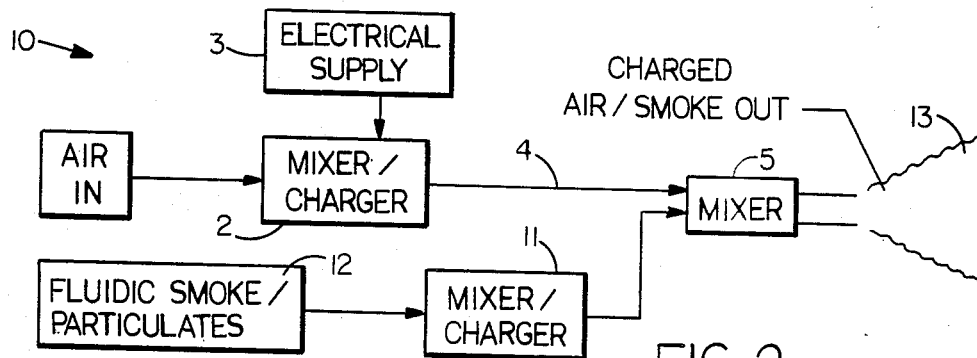 10
3
ELECTRICAL
SUPPLY
CHARGED
AIR / SMOKE OUT
13
AIR
IN
MIXER /
CHARGER
2
4
5
MIXER
12
FLUIDIC SMOKE /
PARTICULATES
11
MIXER /
CHARGER